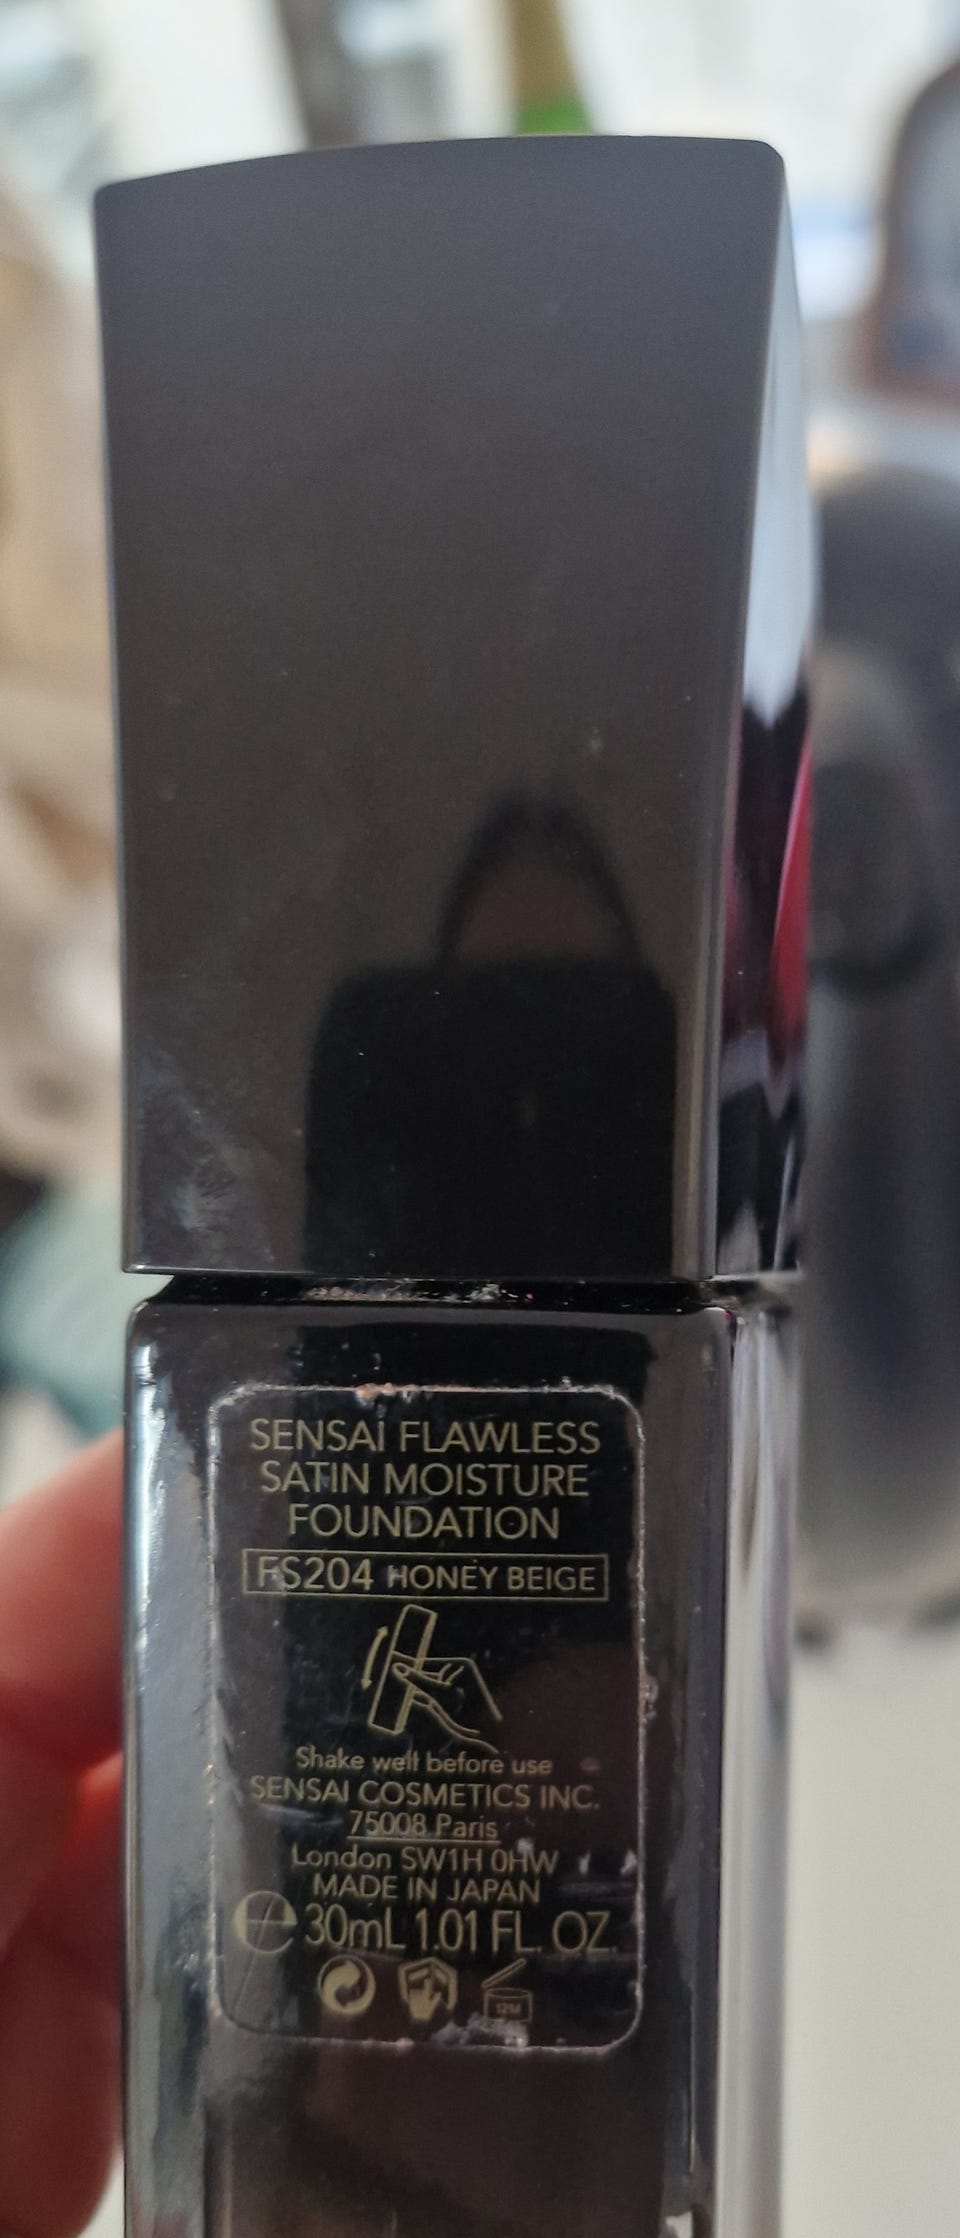 SENSAI FLAWLESS
SATIN MOISTURE
FOUNDATION
FS204 HONEY BEIGE
Shake well before use
SENSAI COSMETICS INC.
75008 Paris
London SW1H 0HW
MADE IN JAPAN
e 30mL 1.01 FL. OZ.
12M